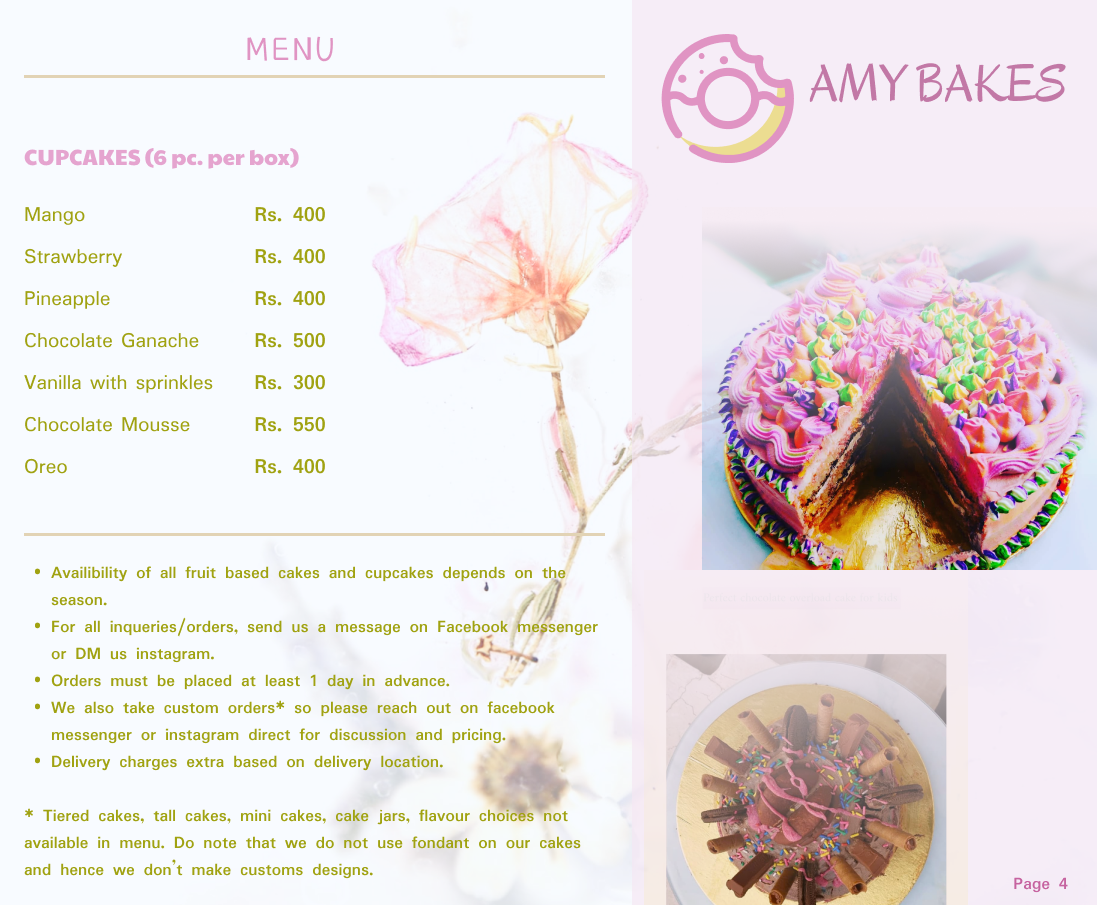 MENU
AMY BAKES
CUPCAKES (6 pc. per box)
Mango Rs. 400
Strawberry Rs. 400
Pineapple Rs. 400
Chocolate Ganache Rs. 500
Vanilla with sprinkles Rs. 300
Chocolate Mousse Rs. 550
Oreo Rs. 400
• Availibility of all fruit based cakes and cupcakes depends on the
season.
• For all inqueries/orders, send us a message on Facebook messenger
or DM us instagram.
• Orders must be placed at least 1 day in advance.
• We also take custom orders* so please reach out on facebook
messenger or instagram direct for discussion and pricing.
• Delivery charges extra based on delivery location.
* Tiered cakes, tall cakes, mini cakes, cake jars, flavour choices not
available in menu. Do note that we do not use fondant on our cakes
and hence we don't make customs designs.
Page 4